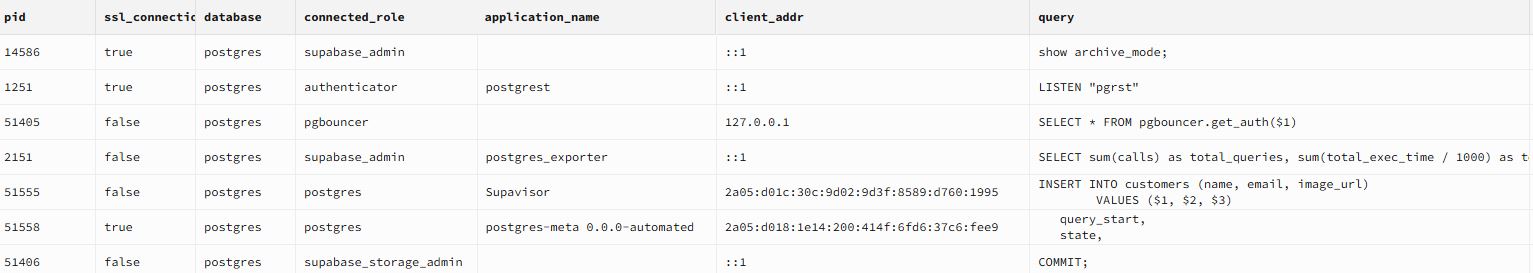 pid ssl_connectio database connected_role application_name client_addr query
14586 true postgres supabase_admin ::1 show archive_mode;
1251 true postgres authenticator postgrest ::1 LISTEN "pgrst"
51405 false postgres pgbouncer 127.0.0.1 SELECT * FROM pgbouncer.get_auth($1)
2151 false postgres supabase_admin postgres_exporter ::1 SELECT sum(calls) as total_queries, sum(total_exec_time / 1000) as to
51555 false postgres postgres Supavisor 2a05:d01c:30c:9d02:9d3f:8589:d760:1995 INSERT INTO customers (name, email, image_url)
VALUES ($1, $2, $3)
51558 true postgres postgres postgres-meta 0.0.0-automated 2a05:d018:1e14:200:414f:6fd6:37c6:fee9 query_start,
state,
51406 false postgres supabase_storage_admin ::1 COMMIT;